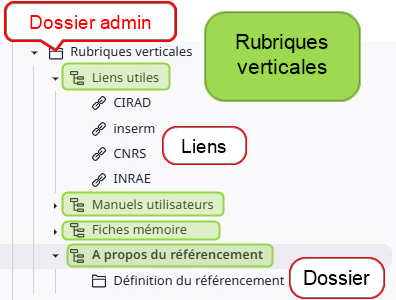 Dossier admin
Rubriques verticales
Rubriques
verticales
Liens utiles
CIRAD
inserm
CNRS
Liens
INRAE
Manuels utilisateurs
Fiches mémoire
A propos du référencement
Définition du référencement
Dossier